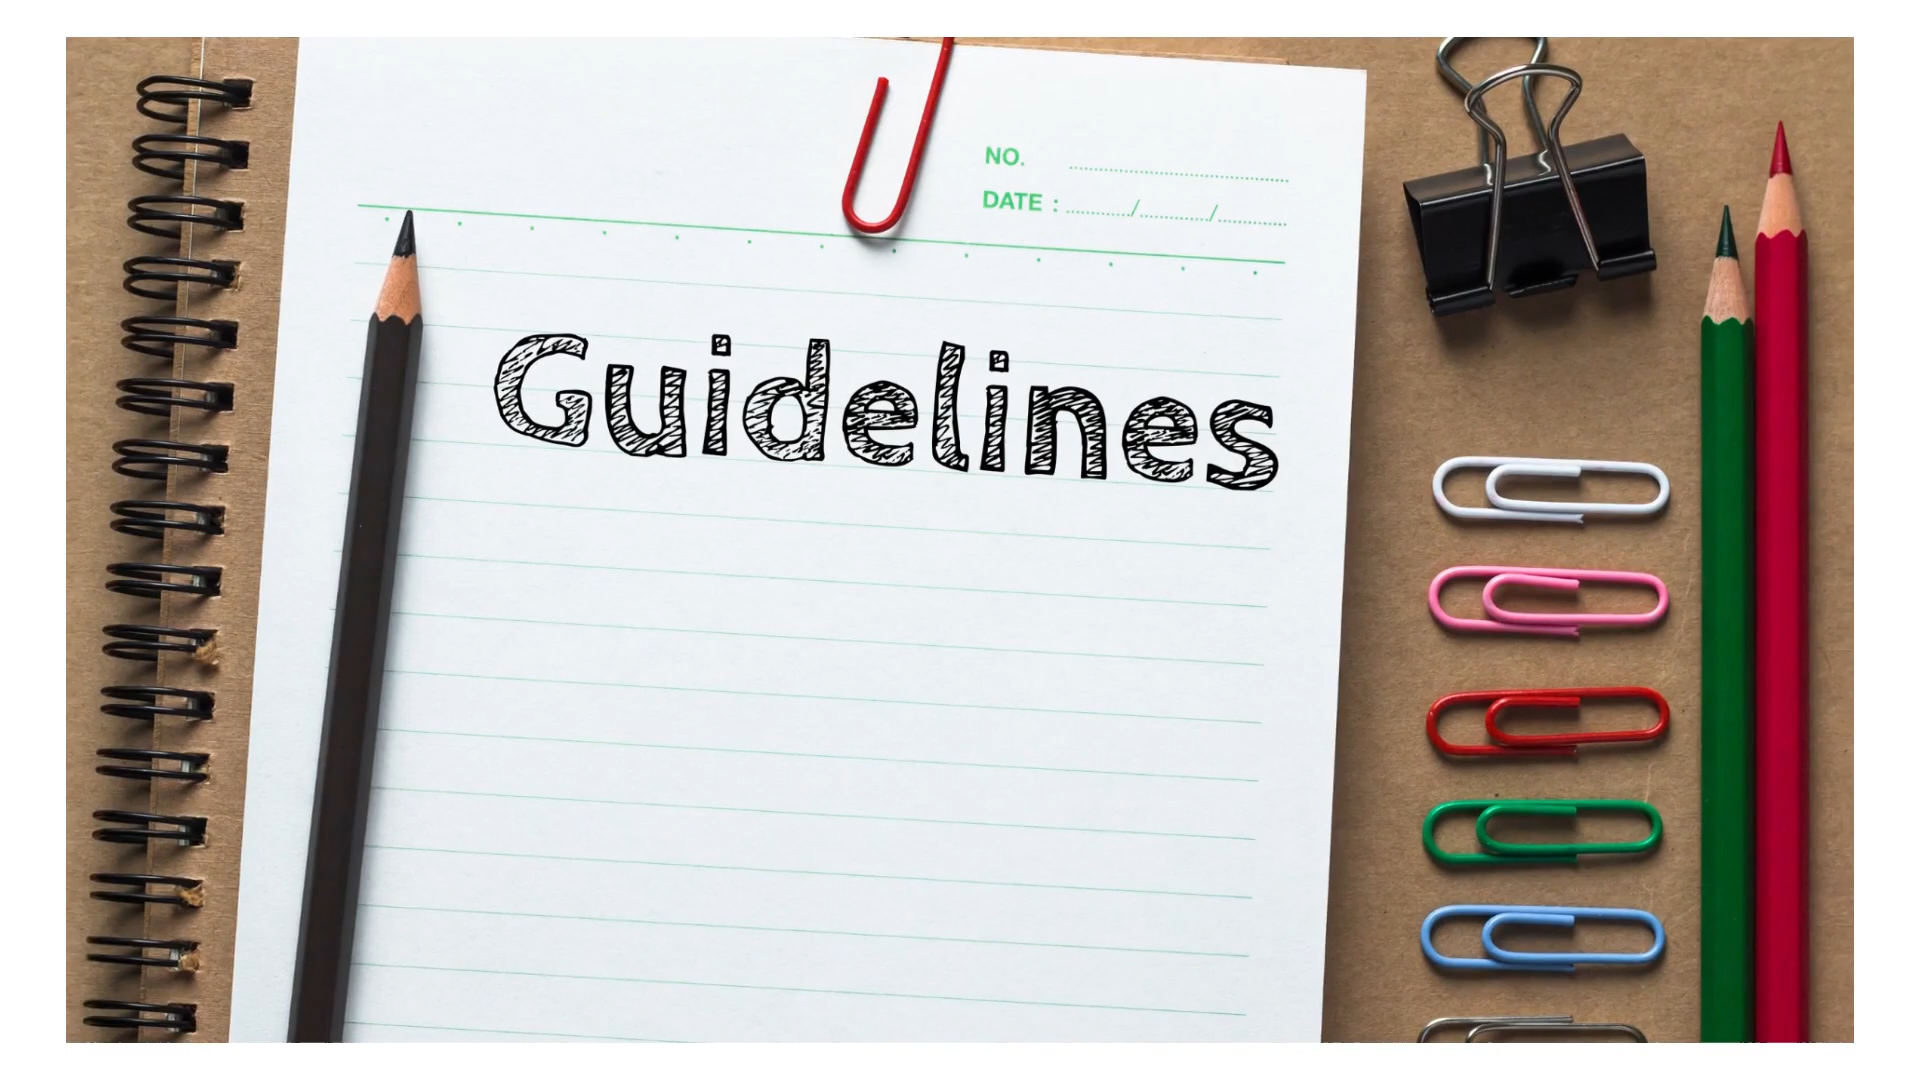 NO.
DATE : / /
Guidelines